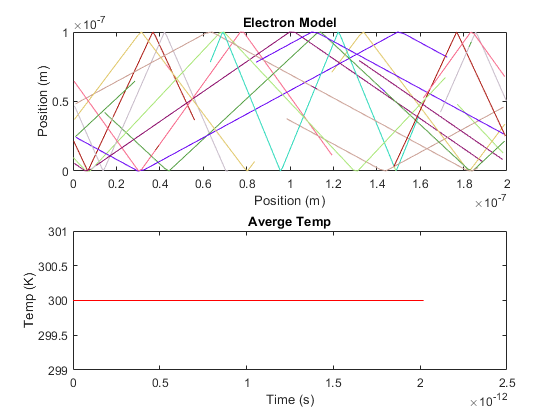 Electron Model
×10⁻⁷
1
0.5
0
Position (m)
0 0.2 0.4 0.6 0.8 1 1.2 1.4 1.6 1.8 2
Position (m)
×10⁻⁷
Averge Temp
301
300.5
300
299.5
299
Temp (K)
0 0.5 1 1.5 2 2.5
Time (s)
×10⁻¹²